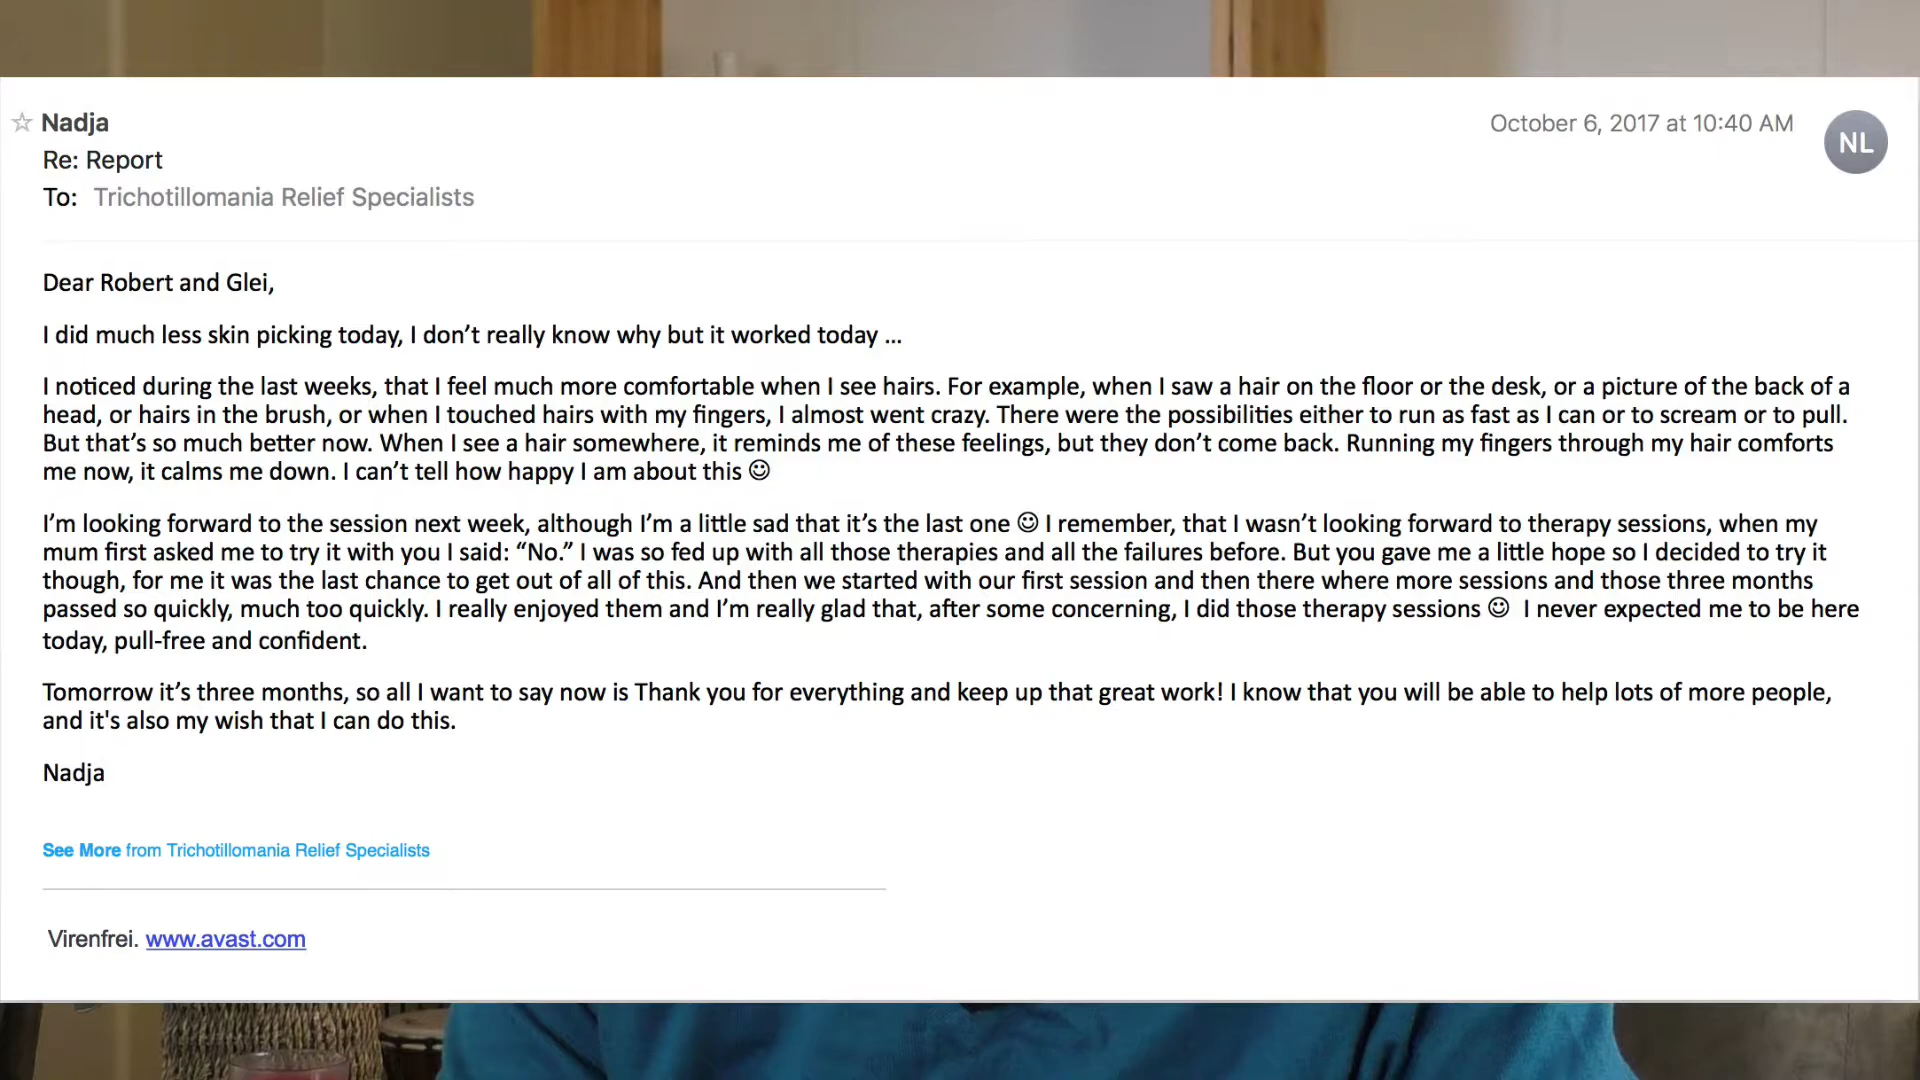 Nadja
October 6, 2017 at 10:40 AM
NL
Re: Report
To: Trichotillomania Relief Specialists
Dear Robert and Glei,
I did much less skin picking today, I don’t really know why but it worked today ...
I noticed during the last weeks, that I feel much more comfortable when I see hairs. For example, when I saw a hair on the floor or the desk, or a picture of the back of a
head, or hairs in the brush, or when I touched hairs with my fingers, I almost went crazy. There were the possibilities either to run as fast as I can or to scream or to pull.
But that’s so much better now. When I see a hair somewhere, it reminds me of these feelings, but they don’t come back. Running my fingers through my hair comforts
me now, it calms me down. I can’t tell how happy I am about this ☺
I’m looking forward to the session next week, although I’m a little sad that it’s the last one ☺ I remember, that I wasn’t looking forward to therapy sessions, when my
mum first asked me to try it with you I said: “No.” I was so fed up with all those therapies and all the failures before. But you gave me a little hope so I decided to try it
though, for me it was the last chance to get out of all of this. And then we started with our first session and then there where more sessions and those three months
passed so quickly, much too quickly. I really enjoyed them and I’m really glad that, after some concerning, I did those therapy sessions ☺ I never expected me to be here
today, pull-free and confident.
Tomorrow it’s three months, so all I want to say now is Thank you for everything and keep up that great work! I know that you will be able to help lots of more people,
and it's also my wish that I can do this.
Nadja
See More from Trichotillomania Relief Specialists
Virenfrei. www.avast.com